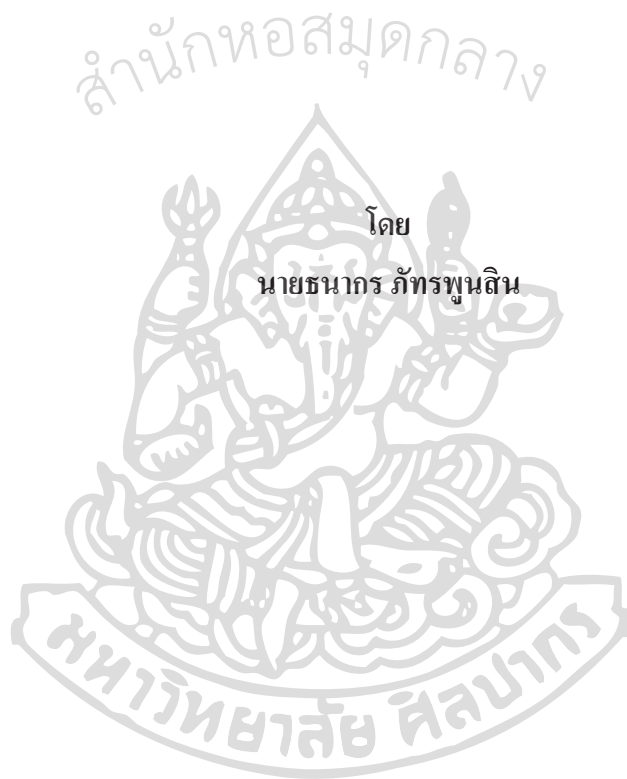 สำนักหอสมุดกลาง
โดย
นายธนากร ภัทรพูนสิน
มหาวิทยาลัย ศิลปากร